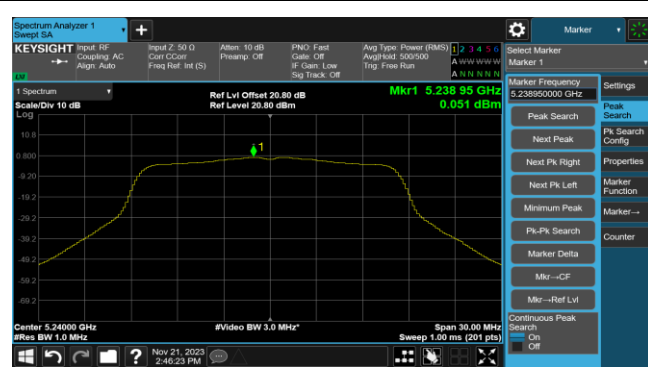 Spectrum Analyzer 1
Swept SA
+
Marker
KEYSIGHT
Input: RF
Coupling: AC
Align: Auto
Input Z: 50 Ω
Corr CCorr
Freq Ref: Int (S)
Atten: 10 dB
Preamp: Off
PNO: Fast
Gate: Off
IF Gain: Low
Sig Track: Off
Avg Type: Power (RMS)
Avg|Hold: 500/500
Trig: Free Run
1 2 3 4 5 6
A W W W W W
A N N N N N
LV
Select Marker
Marker 1
1 Spectrum
Scale/Div 10 dB
Log
Ref Lvl Offset 20.80 dB
Ref Level 20.80 dBm
Mkr1 5.238 95 GHz
0.051 dBm
10.8
0.800
-9.20
-19.2
-29.2
-39.2
-49.2
-59.2
-69.2
1
Center 5.24000 GHz
#Res BW 1.0 MHz
#Video BW 3.0 MHz*
Span 30.00 MHz
Sweep 1.00 ms (201 pts)
Marker Frequency
5.238950000 GHz
Peak Search
Next Peak
Next Pk Right
Next Pk Left
Minimum Peak
Pk-Pk Search
Marker Delta
Mkr→CF
Mkr→Ref Lvl
Continuous Peak
Search
On
Off
Settings
Peak
Search
Pk Search
Config
Properties
Marker
Function
Marker→
Counter
?
Nov 21, 2023
2:46:23 PM